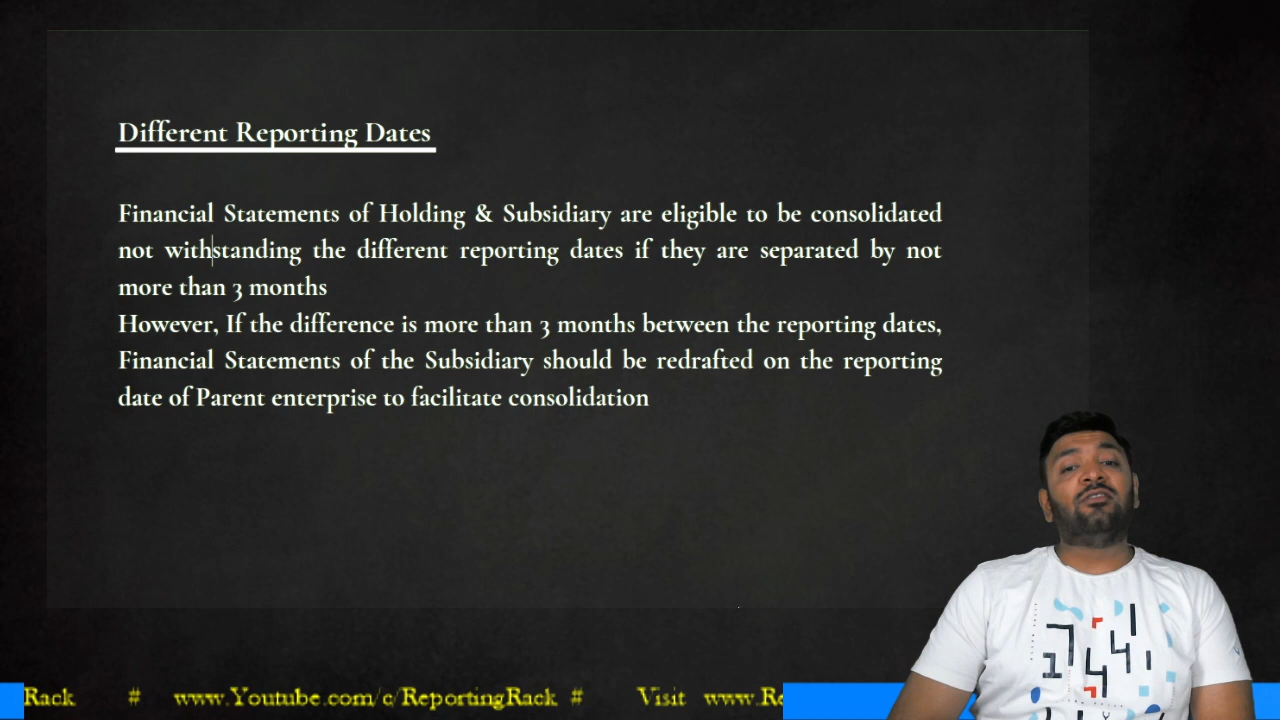 Different Reporting Dates
Financial Statements of Holding & Subsidiary are eligible to be consolidated
not withstanding the different reporting dates if they are separated by not
more than 3 months
However, If the difference is more than 3 months between the reporting dates,
Financial Statements of the Subsidiary should be redrafted on the reporting
date of Parent enterprise to facilitate consolidation
Rack # www.Youtube.com/c/ReportingRack # Visit www.Re